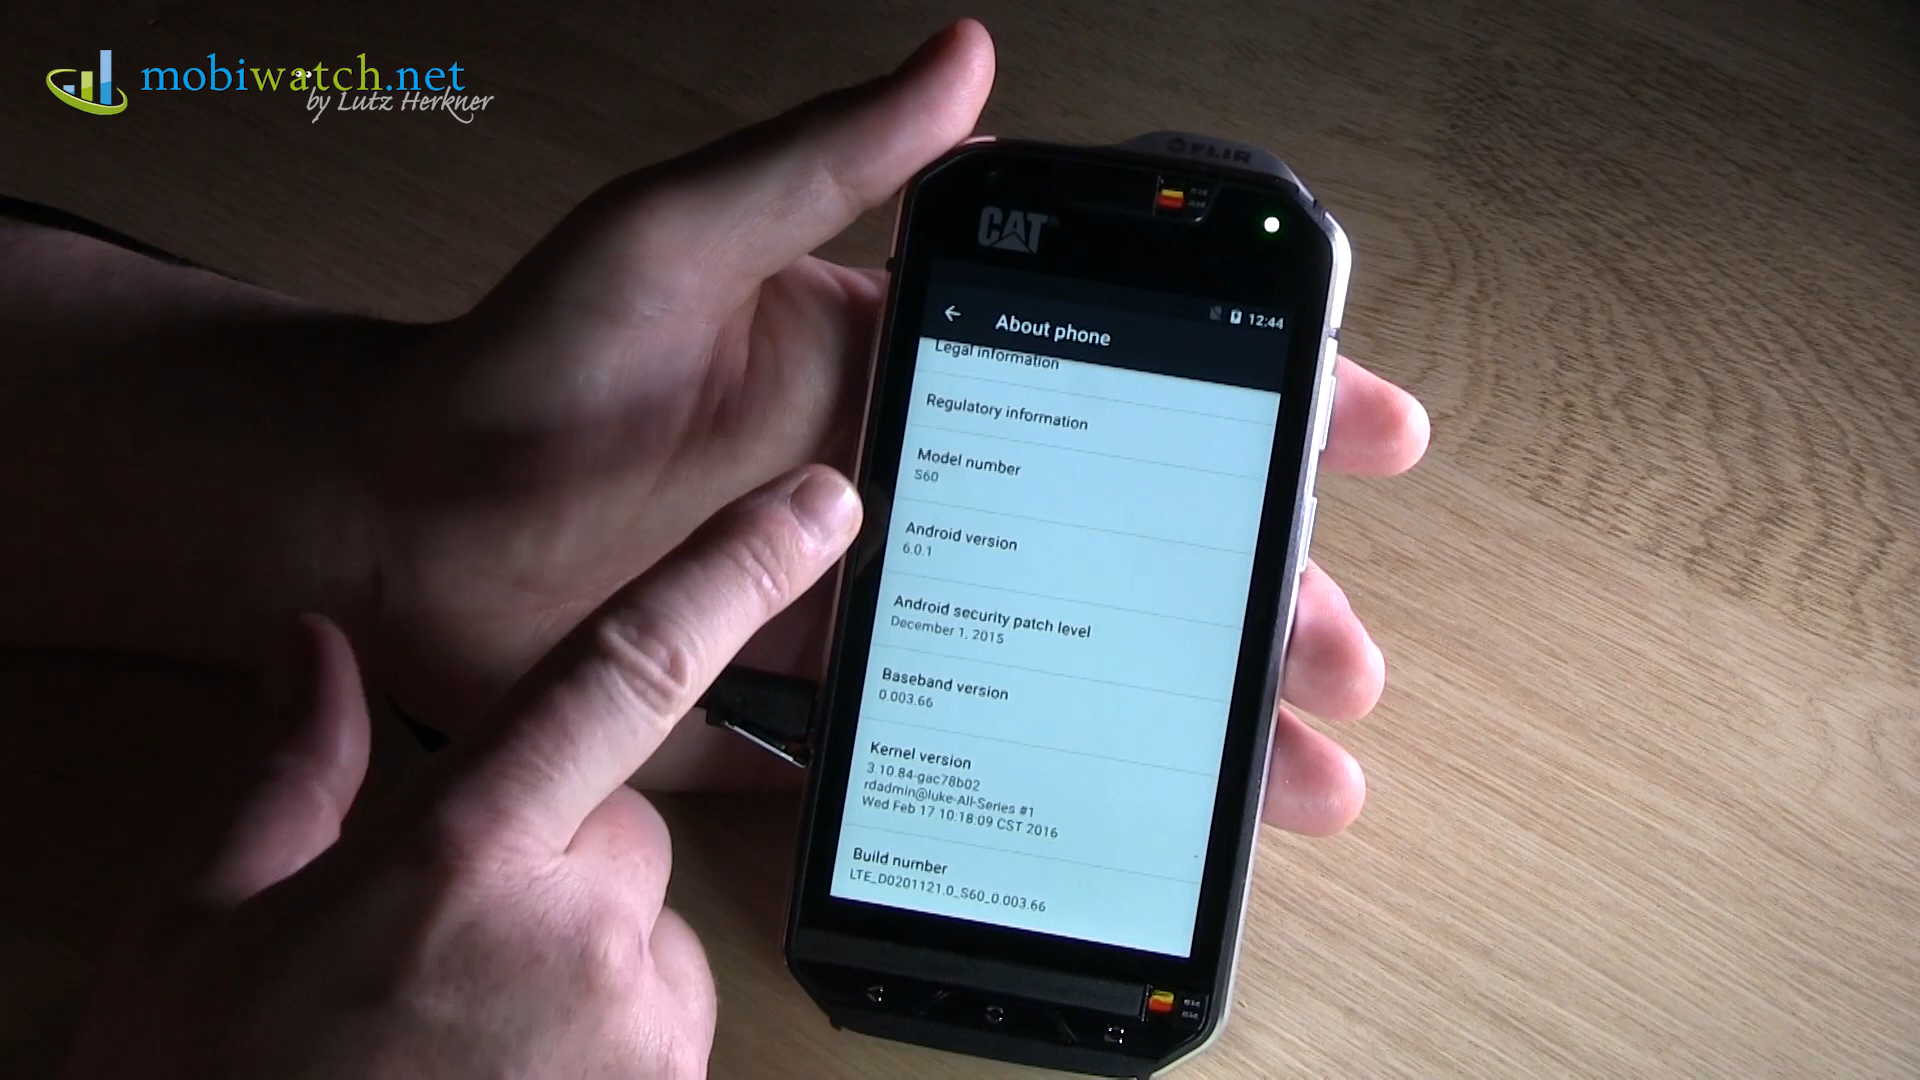 mobiwatch.net
by Lutz Herkner
FLIR
CAT
12:44
About phone
Legal information
Regulatory information
Model number
S60
Android version
6.0.1
Android security patch level
December 1, 2015
Baseband version
0.003.66
Kernel version
3.10.84-gac78b02
rdadmin@luke-All-Series #1
Wed Feb 17 10:18:09 CST 2016
Build number
LTE_D0201121.0_S60_0.003.66